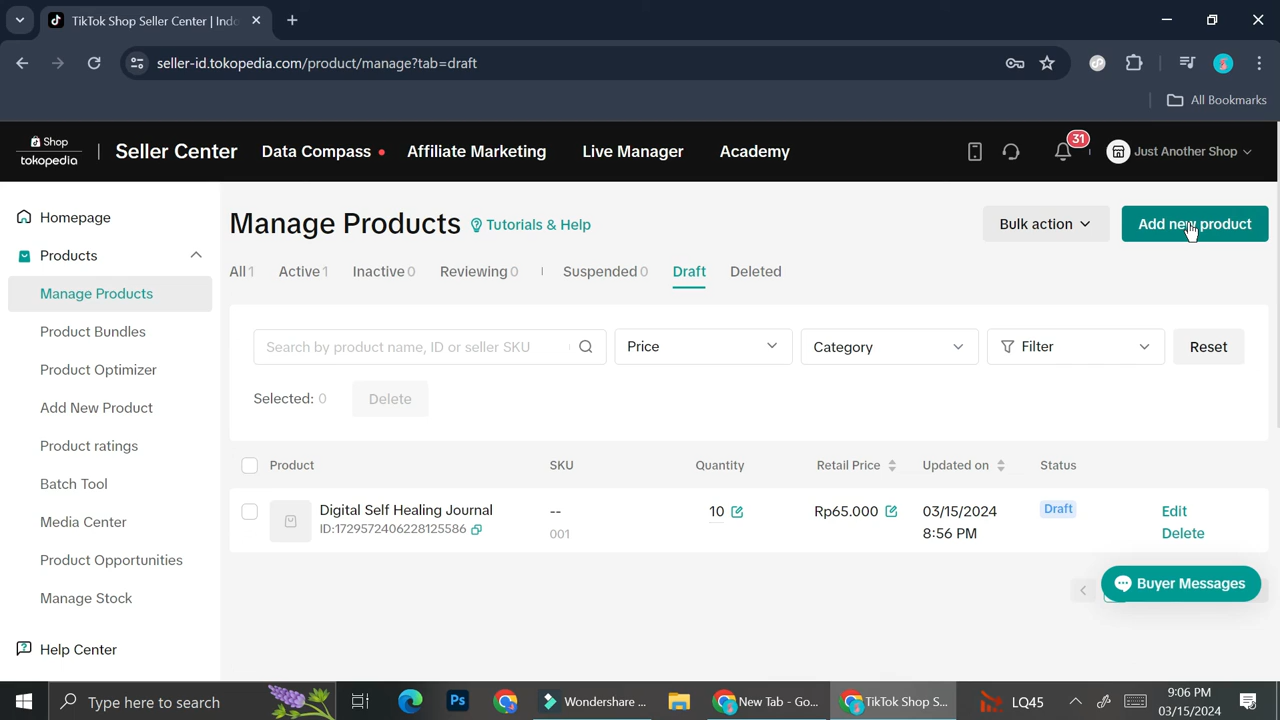 TikTok Shop Seller Center | Indo
seller-id.tokopedia.com/product/manage?tab=draft
All Bookmarks
Shop
tokopedia
Seller Center
Data Compass
Affiliate Marketing
Live Manager
Academy
31
Just Another Shop
Homepage
Products
Manage Products
Product Bundles
Product Optimizer
Add New Product
Product ratings
Batch Tool
Media Center
Product Opportunities
Manage Stock
Help Center
Manage Products
Tutorials & Help
Bulk action
Add new product
All 1
Active 1
Inactive 0
Reviewing 0
Suspended 0
Draft
Deleted
Search by product name, ID or seller SKU
Price
Category
Filter
Reset
Selected: 0
Delete
Product
SKU
Quantity
Retail Price
Updated on
Status
Digital Self Healing Journal
ID:1729572406228125586
--
001
10
Rp65.000
03/15/2024
8:56 PM
Draft
Edit
Delete
Buyer Messages
Type here to search
Ps
Wondershare ...
New Tab - Go...
TikTok Shop S...
LQ45
9:06 PM
03/15/2024